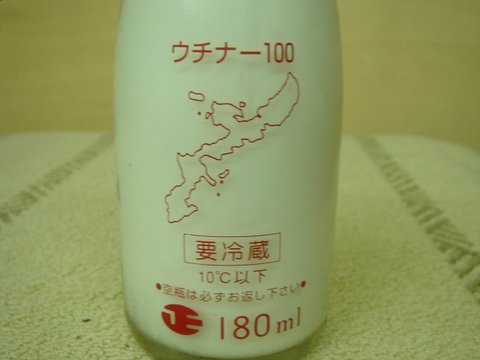 ウチナー100
要冷蔵
10℃以下
●空瓶は必ずお返し下さい●
180ml